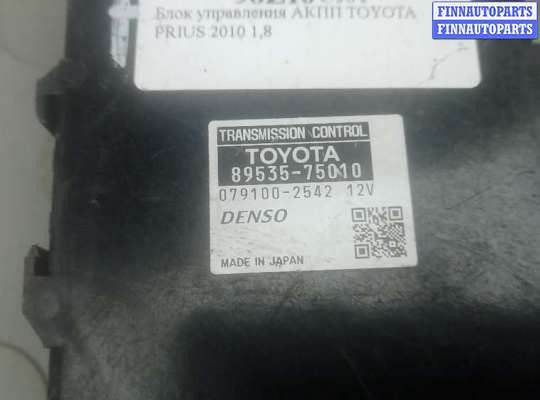 FINNAUTOPARTS
FINNAUTOPARTS
Блок управления АКПП TOYOTA
PRIUS 2010 1,8
TRANSMISSION CONTROL
TOYOTA
89535-75010
079100-2542 12V
DENSO
MADE IN JAPAN